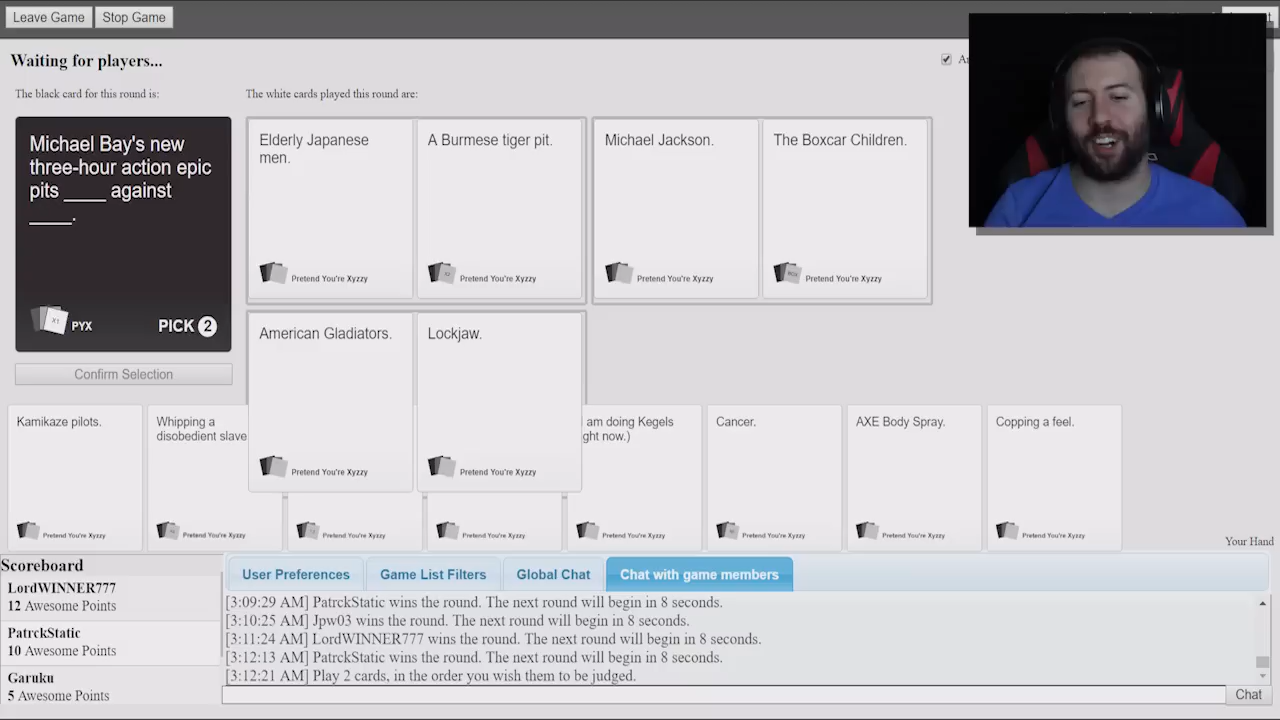 Leave Game
Stop Game
Waiting for players...
The black card for this round is:
The white cards played this round are:
Michael Bay's new
three-hour action epic
pits ____ against
____.
PYX
PICK 2
Elderly Japanese
men.
Pretend You're Xyzzy
A Burmese tiger pit.
Pretend You're Xyzzy
Michael Jackson.
Pretend You're Xyzzy
The Boxcar Children.
Pretend You're Xyzzy
American Gladiators.
Pretend You're Xyzzy
Lockjaw.
Pretend You're Xyzzy
Confirm Selection
Kamikaze pilots.
Pretend You're Xyzzy
Whipping a
disobedient slave
Pretend You're Xyzzy
Pretend You're Xyzzy
Pretend You're Xyzzy
am doing Kegels
ght now.)
Pretend You're Xyzzy
Cancer.
Pretend You're Xyzzy
AXE Body Spray.
Pretend You're Xyzzy
Copping a feel.
Pretend You're Xyzzy
Your Hand
Scoreboard
LordWINNER777
12 Awesome Points
PatrckStatic
10 Awesome Points
Garuku
5 Awesome Points
User Preferences
Game List Filters
Global Chat
Chat with game members
[3:09:29 AM] PatrckStatic wins the round. The next round will begin in 8 seconds.
[3:10:25 AM] Jpw03 wins the round. The next round will begin in 8 seconds.
[3:11:24 AM] LordWINNER777 wins the round. The next round will begin in 8 seconds.
[3:12:13 AM] PatrckStatic wins the round. The next round will begin in 8 seconds.
[3:12:21 AM] Play 2 cards, in the order you wish them to be judged.
Chat